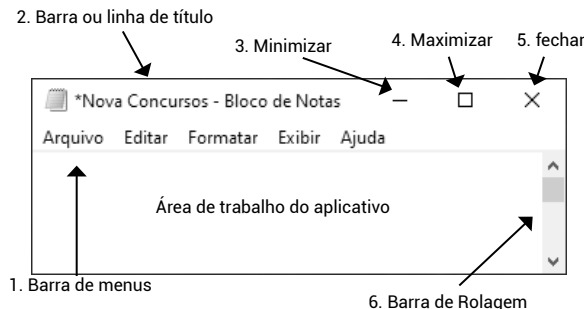 2. Barra ou linha de título
3. Minimizar
4. Maximizar
5. fechar
*Nova Concursos - Bloco de Notas
Arquivo Editar Formatar Exibir Ajuda
Área de trabalho do aplicativo
1. Barra de menus
6. Barra de Rolagem